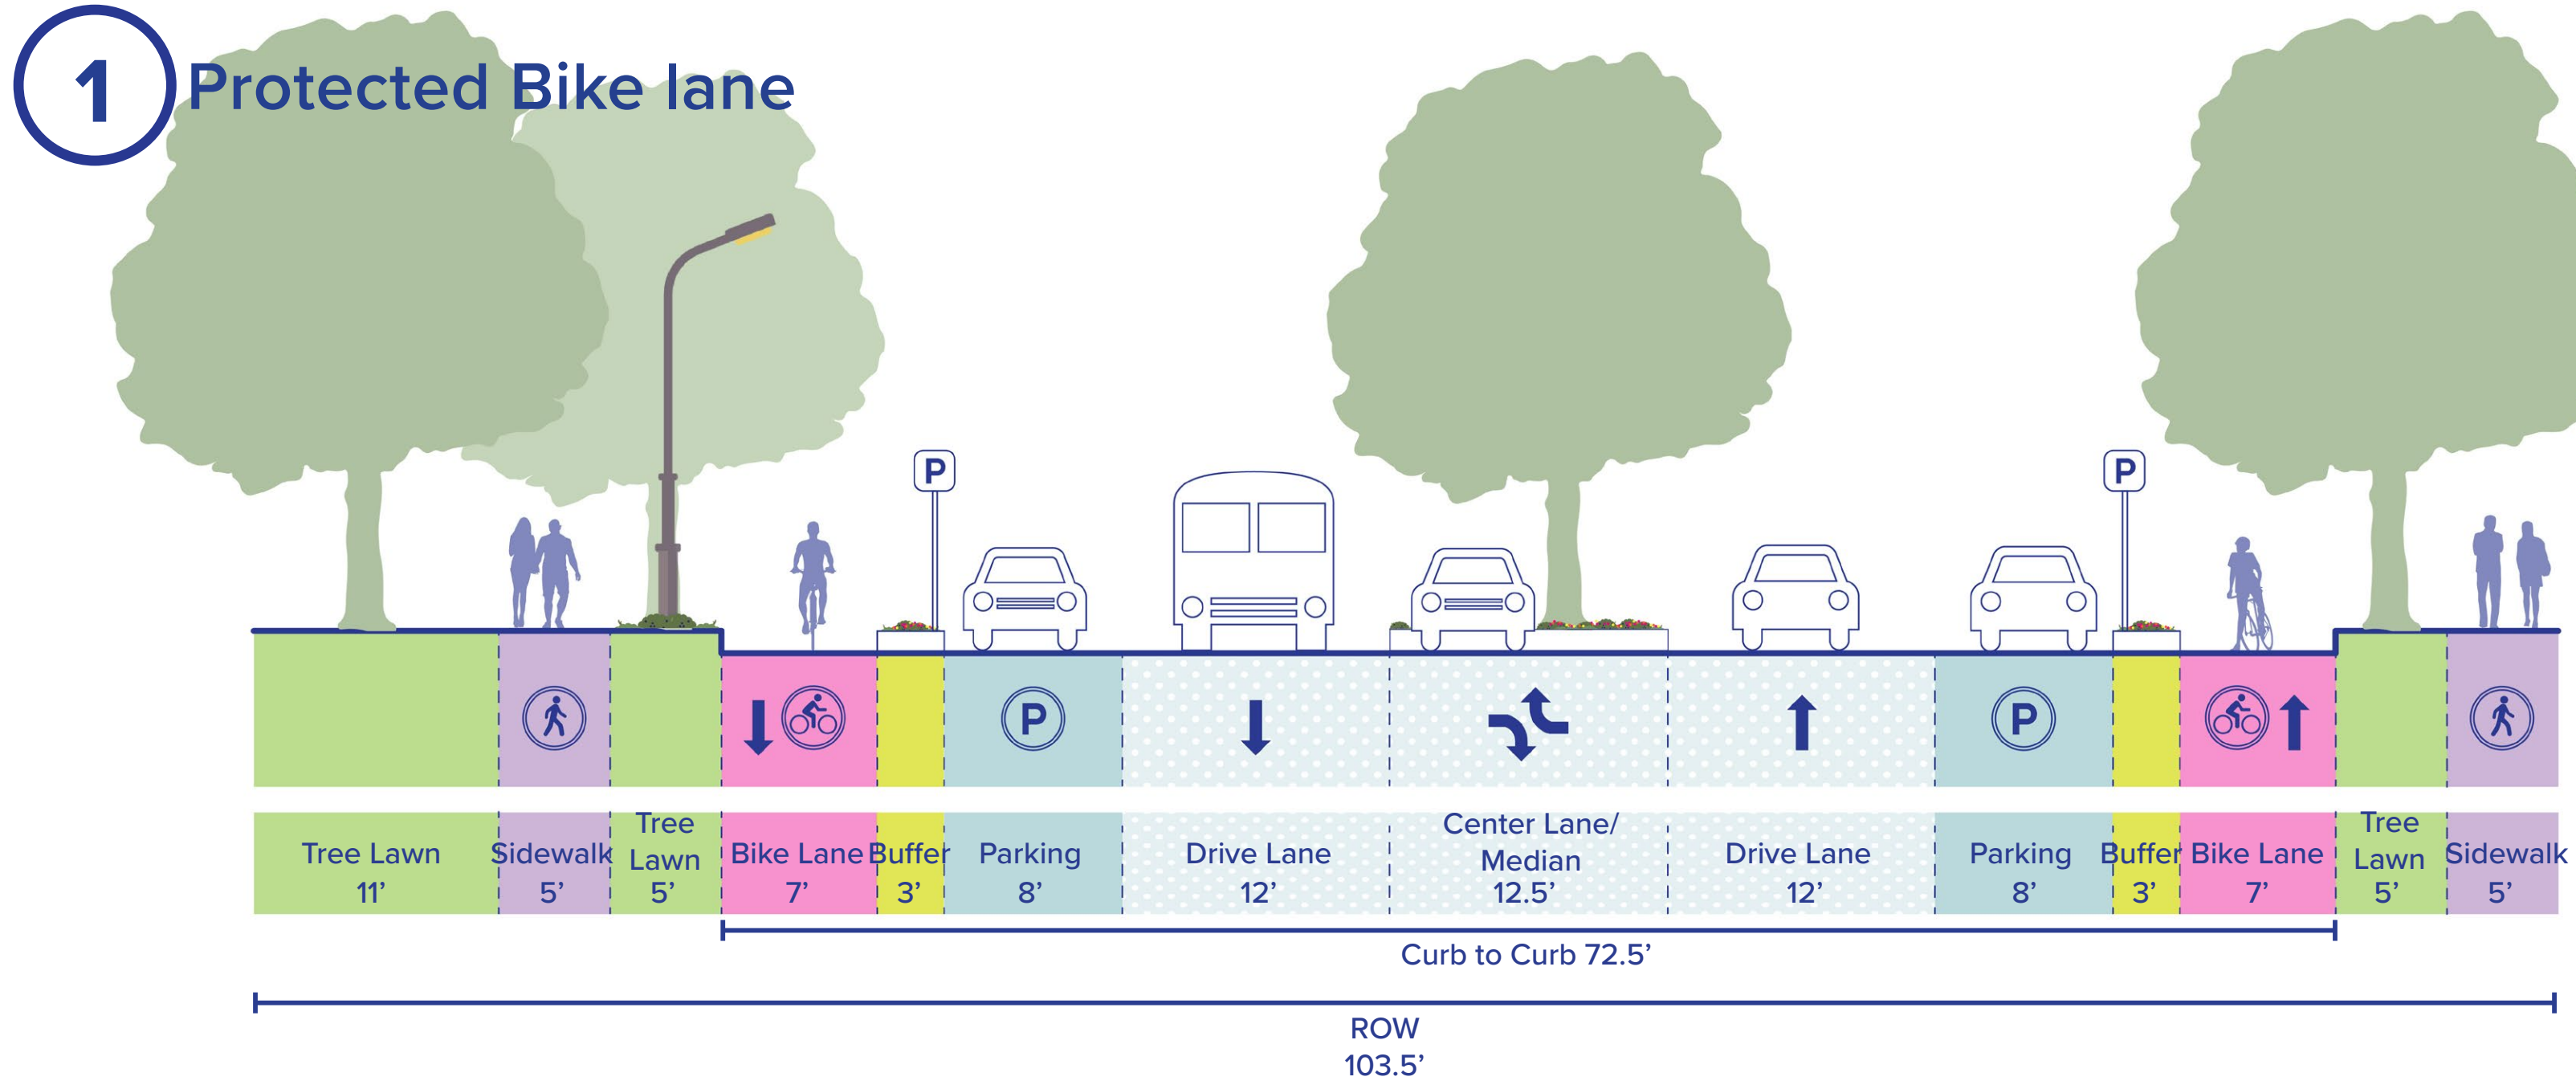 1
Protected Bike lane
P
P
P
P
Tree Lawn
11’
Sidewalk
5’
Tree
Lawn
5’
Bike Lane
7’
Buffer
3’
Parking
8’
Drive Lane
12’
Center Lane/
Median
12.5’
Drive Lane
12’
Parking
8’
Buffer
3’
Bike Lane
7’
Tree
Lawn
5’
Sidewalk
5’
Curb to Curb 72.5’
ROW
103.5’